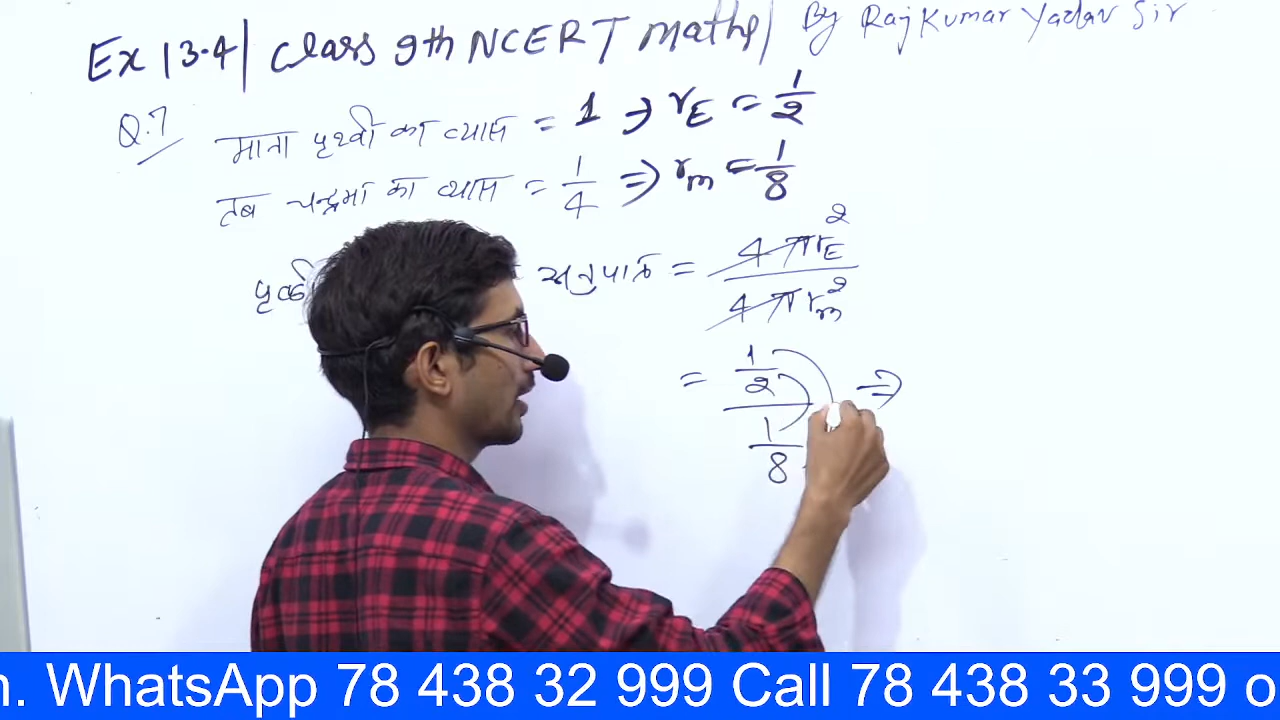 Ex 13.4| Class 9th NCERT maths| By RajKumar Yadav Sir
Q.7 माना पृथ्वी का व्यास = 1 ⇒ rE = 1/2
तब चन्द्रमा का व्यास = 1/4 ⇒ rm = 1/8
अनुपात = 4πrE² / 4πrm²
= 1/2 / 1/8 ⇒
WhatsApp 78 438 32 999 Call 78 438 33 999